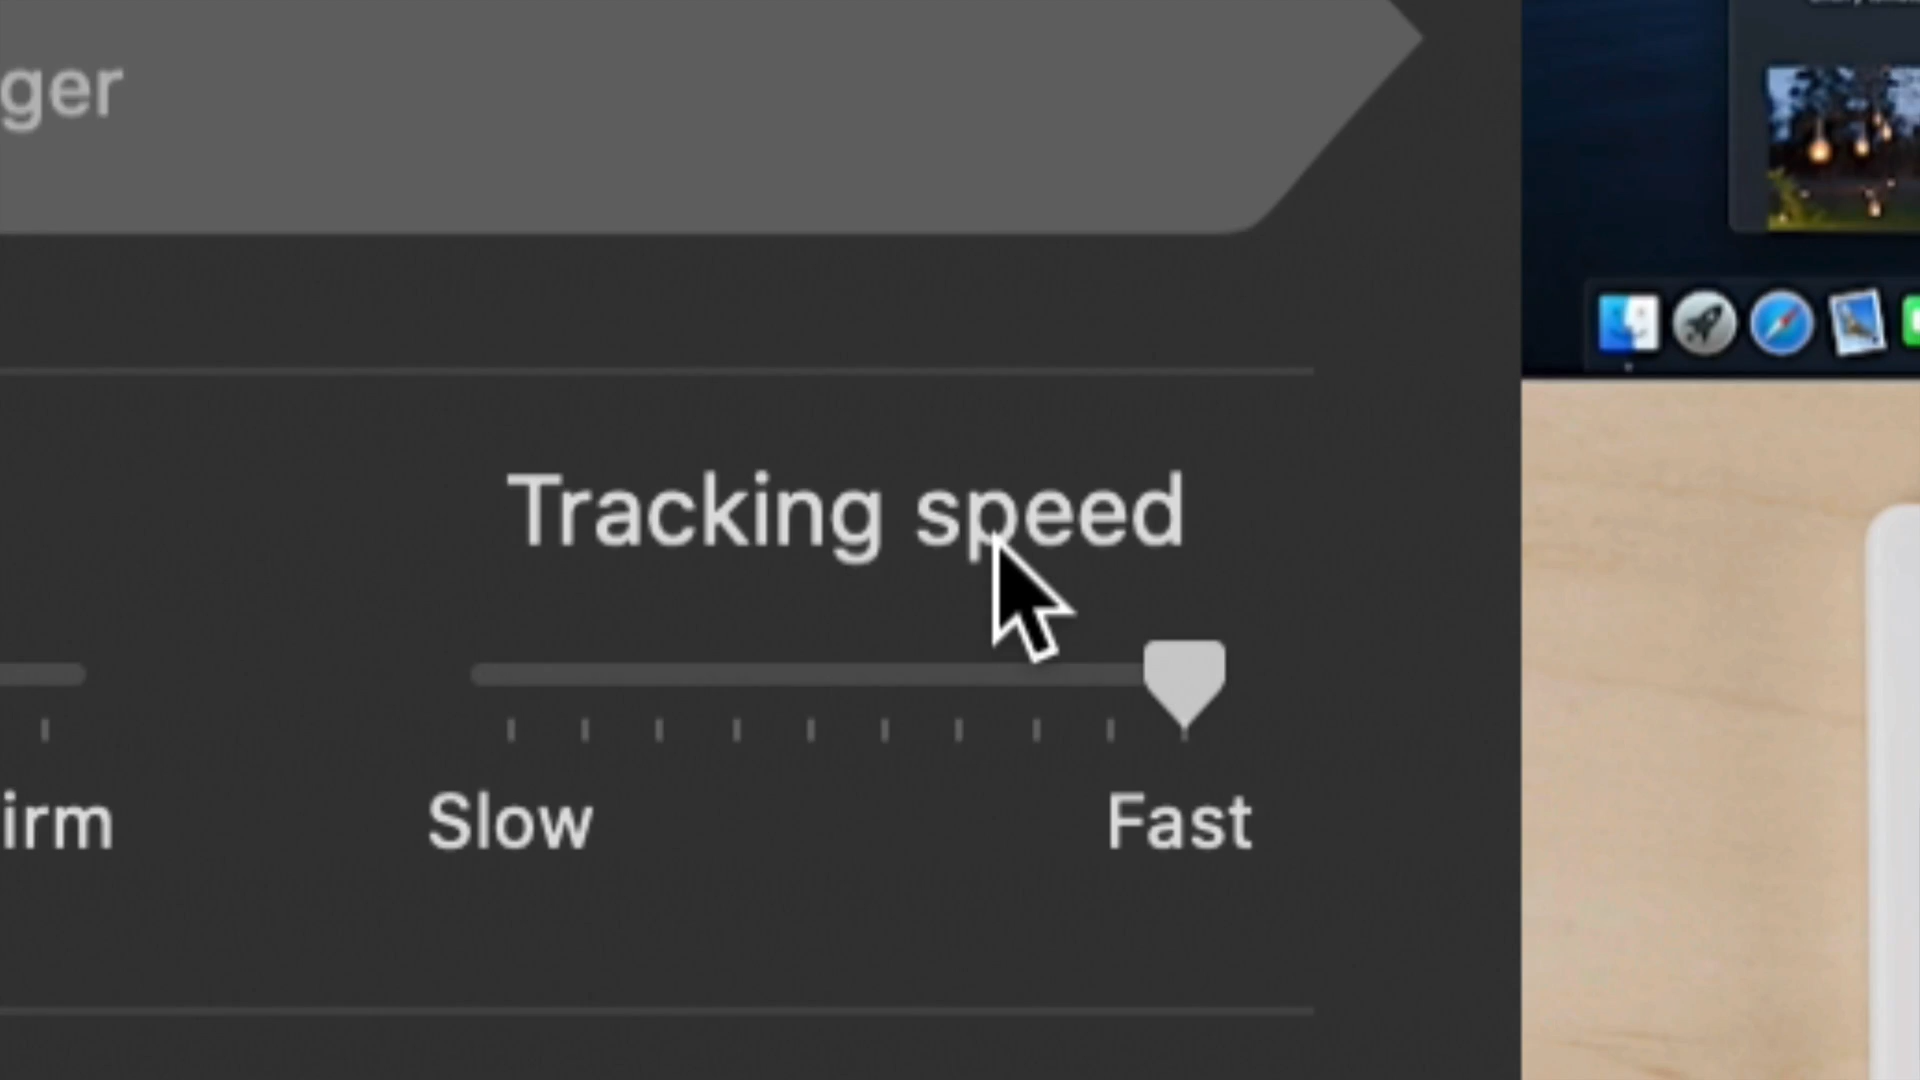 ger
Tracking speed
irm
Slow
Fast